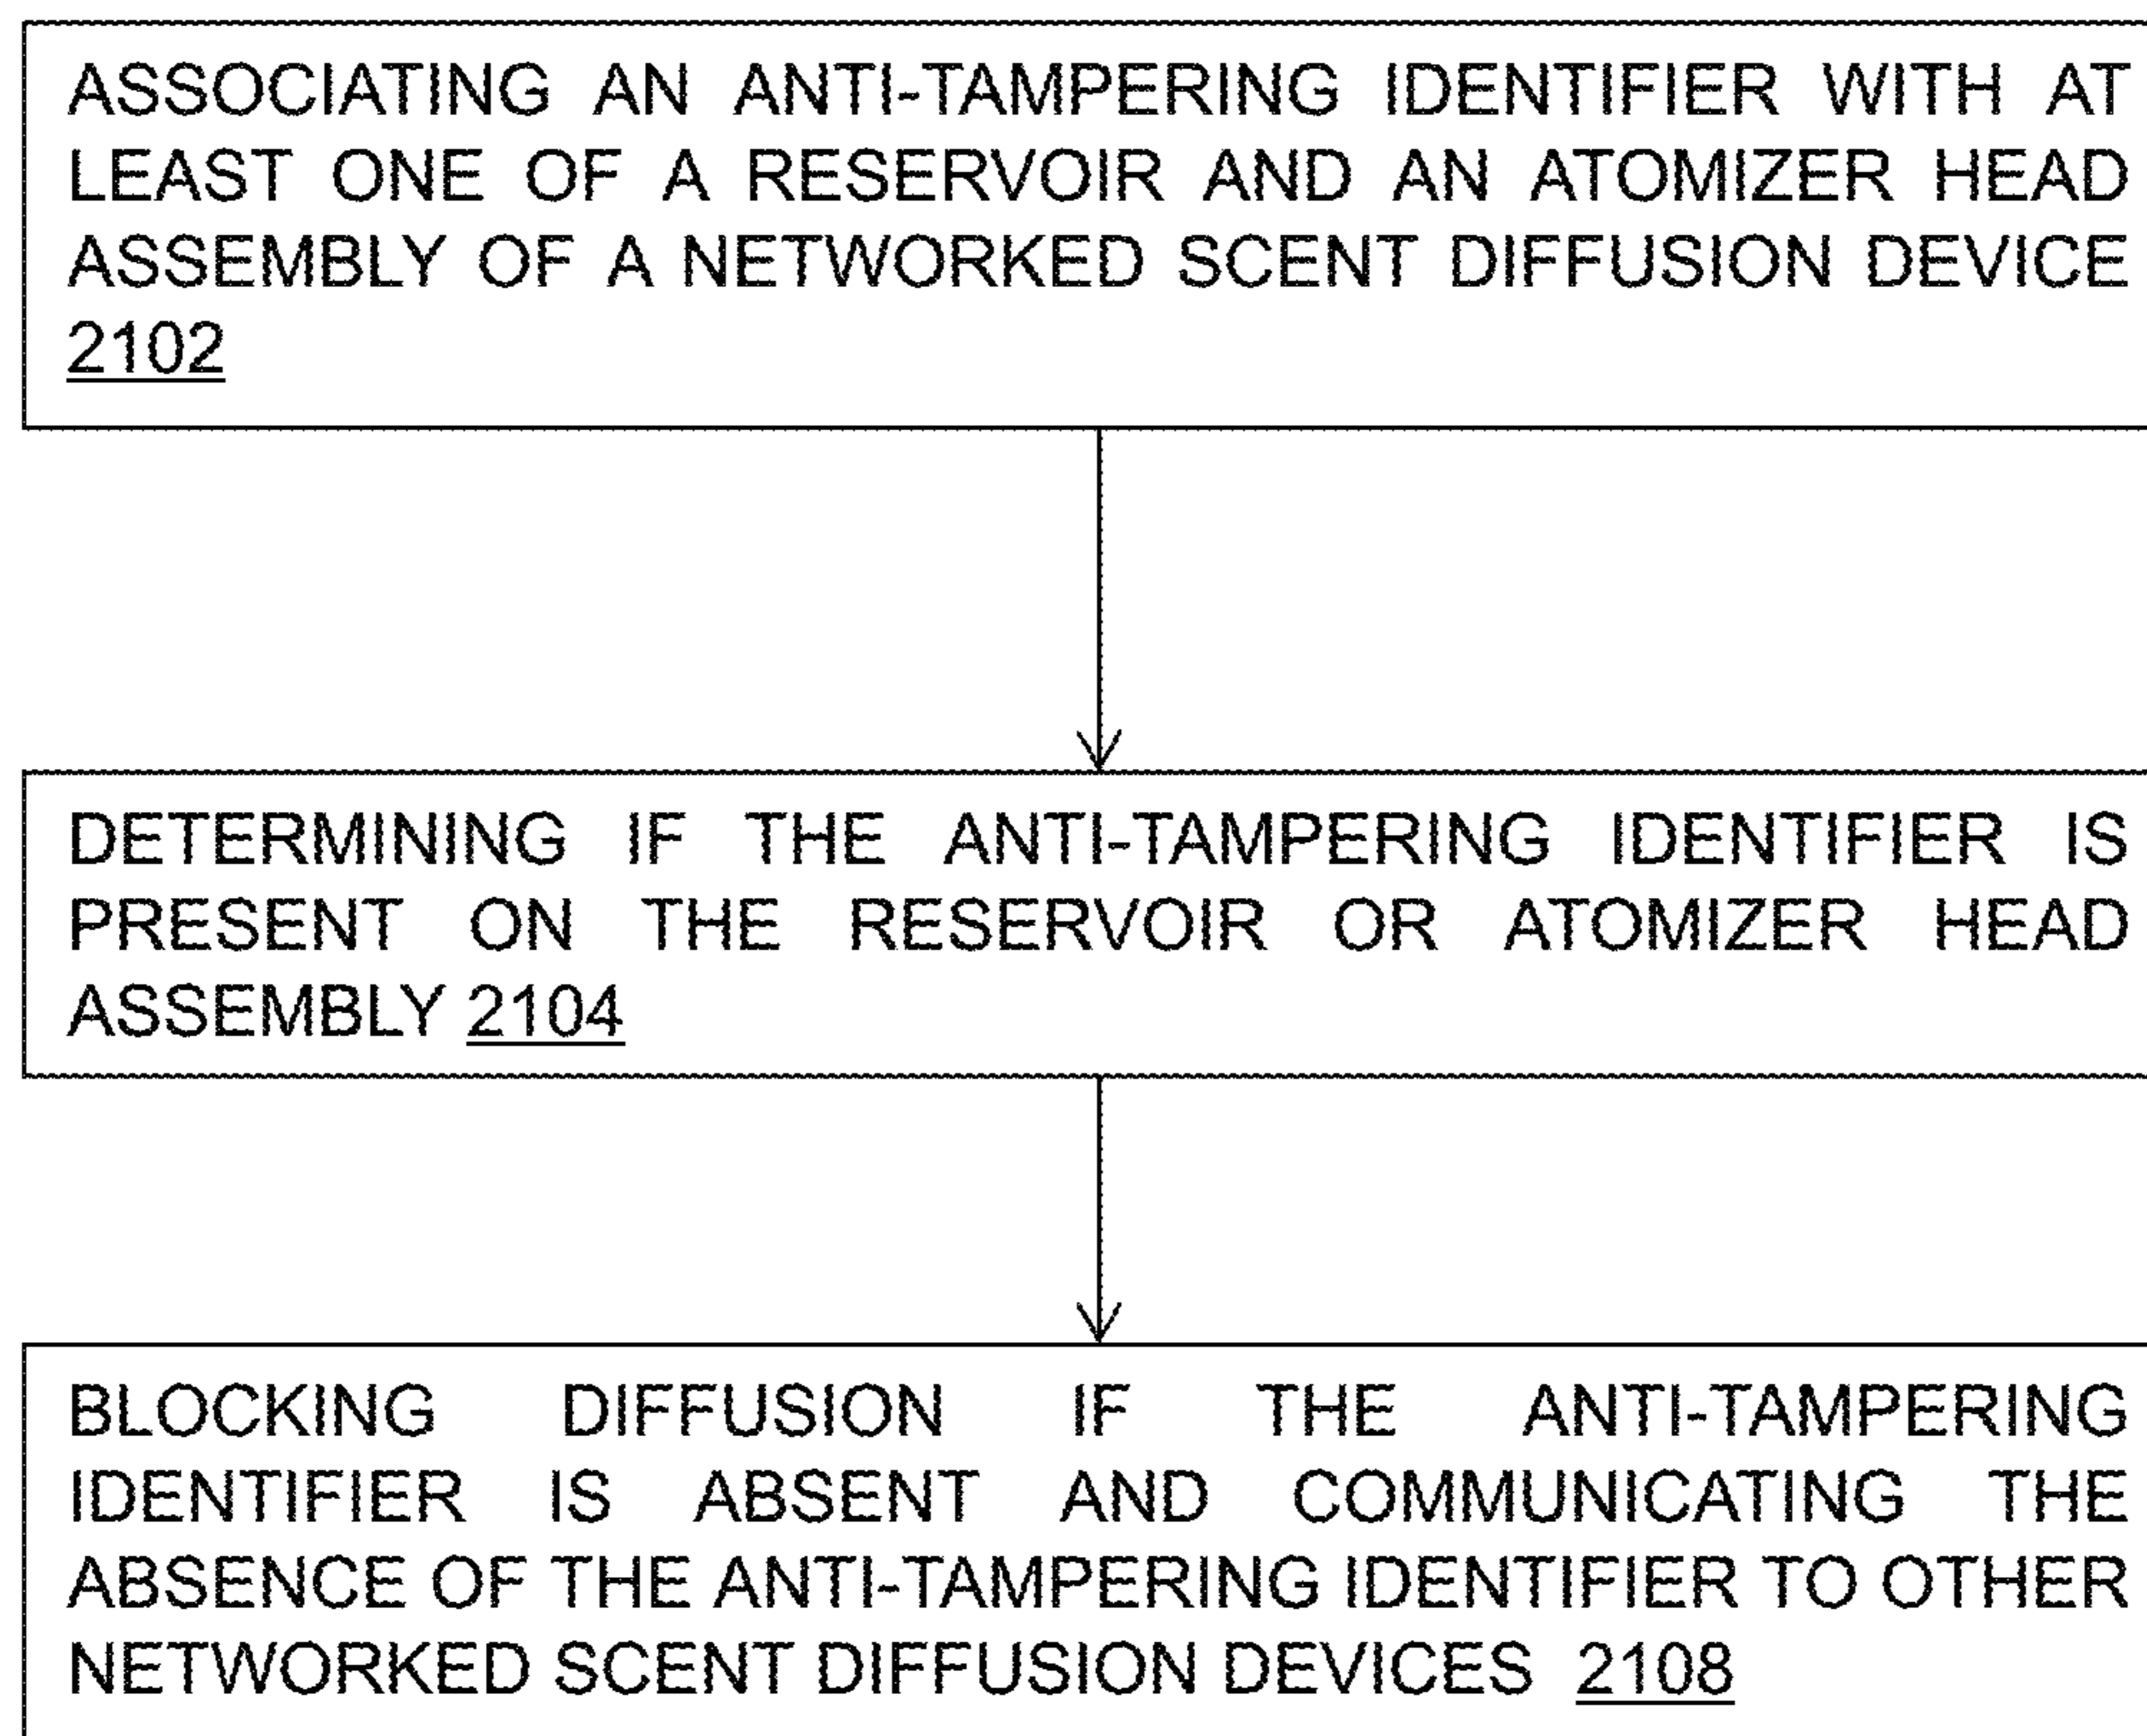 ASSOCIATING AN ANTI-TAMPERING IDENTIFIER WITH AT
LEAST ONE OF A RESERVOIR AND AN ATOMIZER HEAD
ASSEMBLY OF A NETWORKED SCENT DIFFUSION DEVICE
2102
DETERMINING IF THE ANTI-TAMPERING IDENTIFIER IS
PRESENT ON THE RESERVOIR OR ATOMIZER HEAD
ASSEMBLY 2104
BLOCKING DIFFUSION IF THE ANTI-TAMPERING
IDENTIFIER IS ABSENT AND COMMUNICATING THE
ABSENCE OF THE ANTI-TAMPERING IDENTIFIER TO OTHER
NETWORKED SCENT DIFFUSION DEVICES 2108